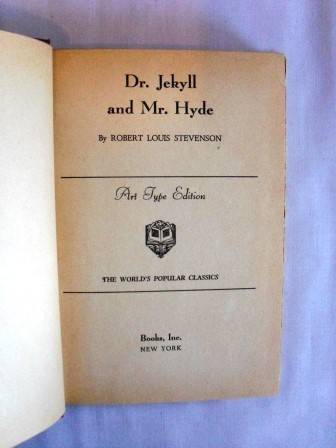 Dr. Jekyll
and Mr. Hyde
By ROBERT LOUIS STEVENSON
Art Type Edition
THE WORLD'S POPULAR CLASSICS
Books, Inc.
NEW YORK